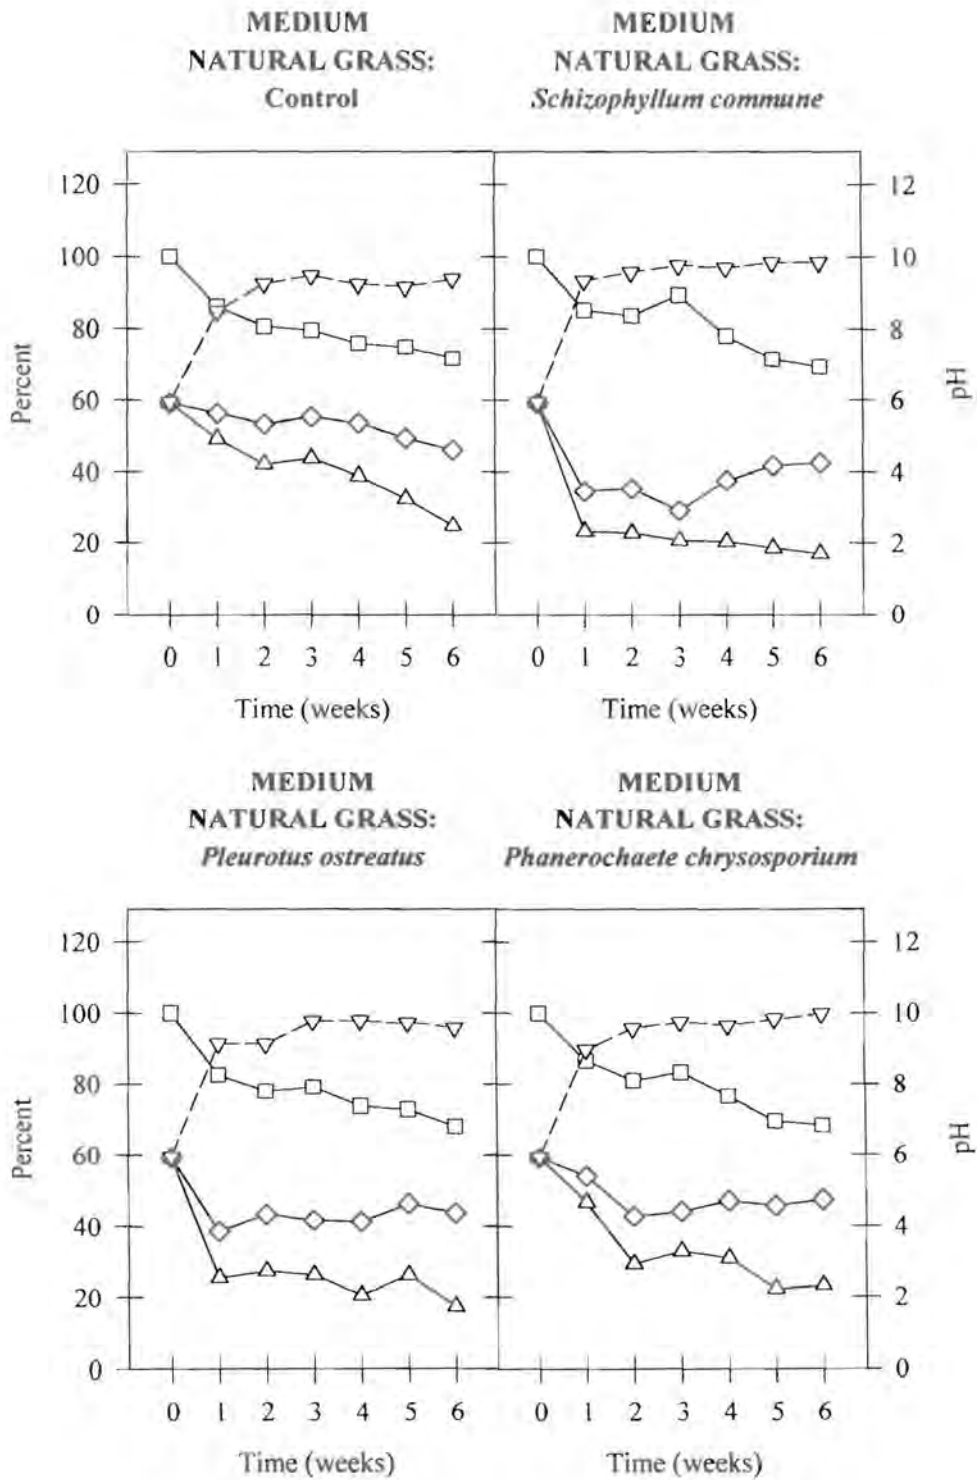 MEDIUM
NATURAL GRASS:
Control
MEDIUM
NATURAL GRASS:
Schizophyllum commune
120
100
80
60
40
20
0
Percent
12
10
8
6
4
2
0
pH
0 1 2 3 4 5 6
Time (weeks)
0 1 2 3 4 5 6
Time (weeks)
MEDIUM
NATURAL GRASS:
Pleurotus ostreatus
MEDIUM
NATURAL GRASS:
Phanerochaete chrysosporium
120
100
80
60
40
20
0
Percent
12
10
8
6
4
2
0
pH
0 1 2 3 4 5 6
Time (weeks)
0 1 2 3 4 5 6
Time (weeks)